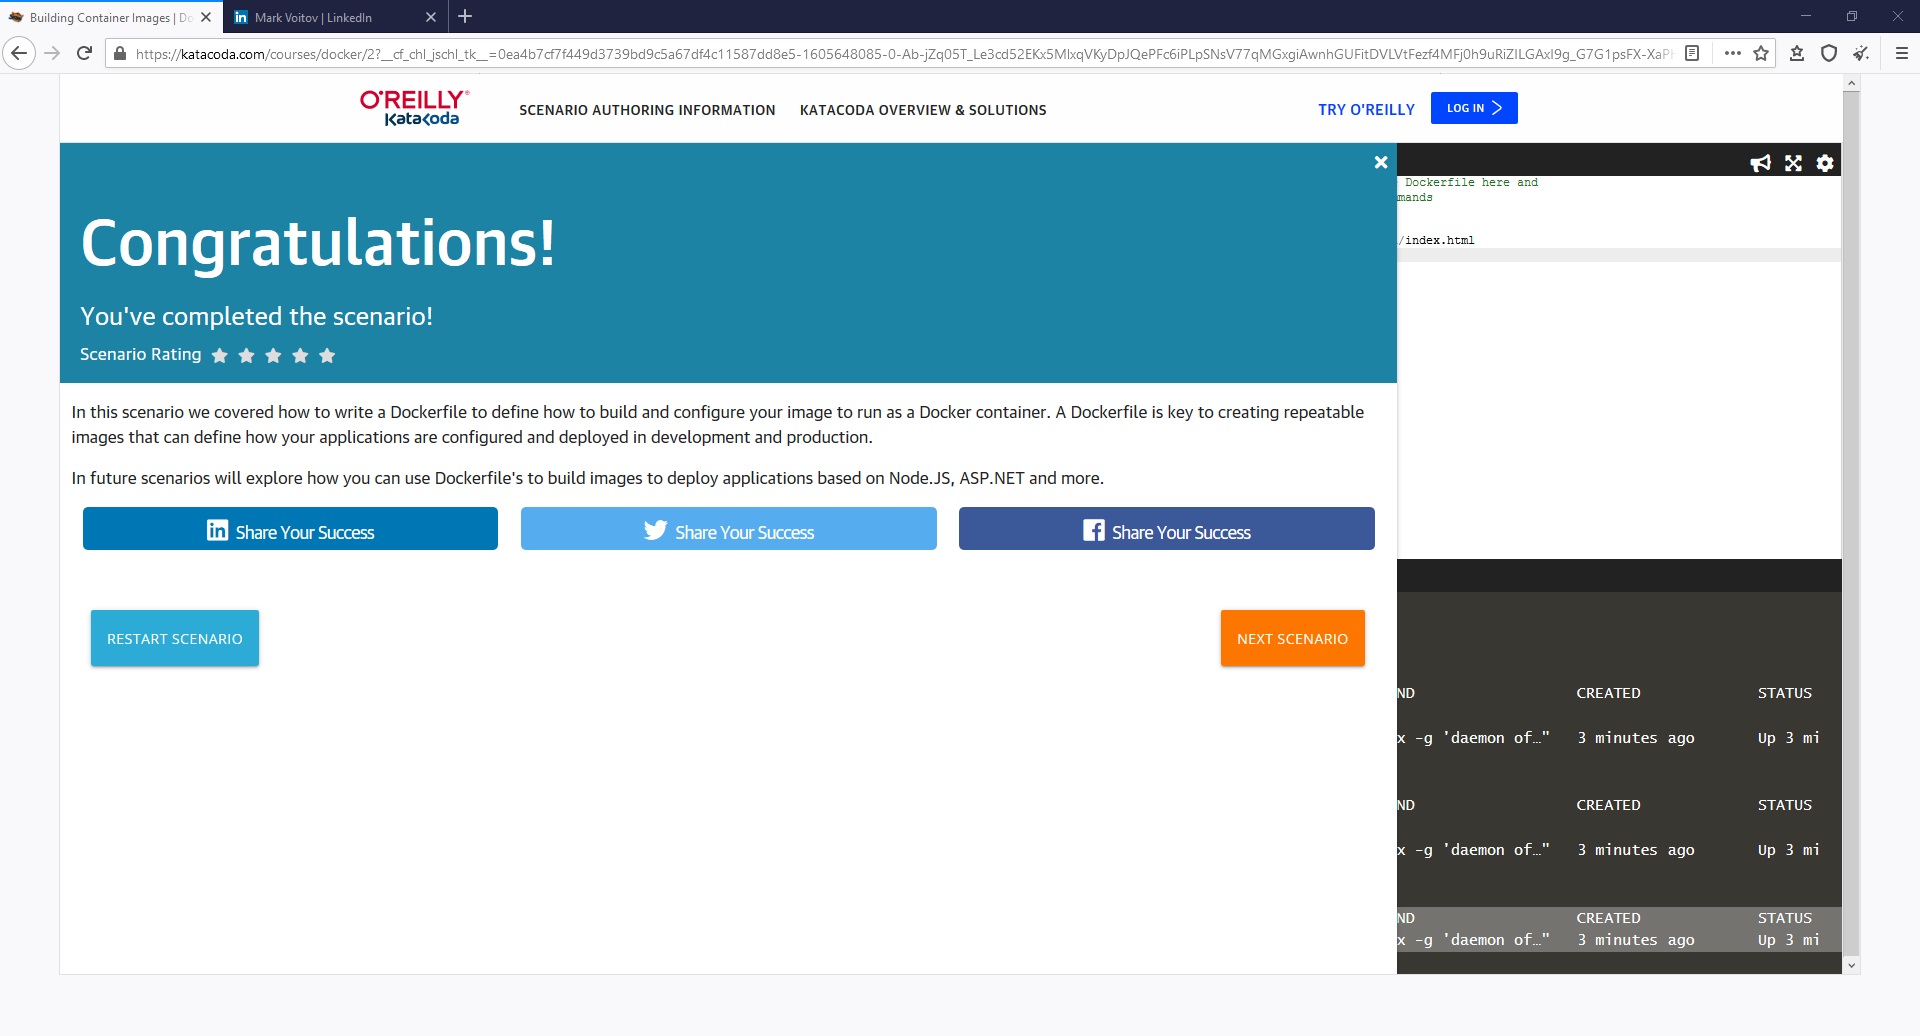 Building Container Images | Do
Mark Voitov | LinkedIn
https://katacoda.com/courses/docker/2?__cf_chl_jschl_tk__=0ea4b7cf7f449d3739bd9c5a67df4c11587dd8e5-1605648085-0-Ab-jZq05T_Le3cd52EKx5MlxqVKyDpJQePFc6iPLpSNsV77qMGxgiAwnhGUFitDVLVtFezf4MFj0h9uRiZILGAxI9g_G7G1psFX-XaPH
O'REILLY®
Katacoda
SCENARIO AUTHORING INFORMATION
KATACODA OVERVIEW & SOLUTIONS
TRY O'REILLY
LOG IN
Congratulations!
You've completed the scenario!
Scenario Rating
In this scenario we covered how to write a Dockerfile to define how to build and configure your image to run as a Docker container. A Dockerfile is key to creating repeatable
images that can define how your applications are configured and deployed in development and production.
In future scenarios will explore how you can use Dockerfile's to build images to deploy applications based on Node.JS, ASP.NET and more.
in Share Your Success
Share Your Success
f Share Your Success
RESTART SCENARIO
NEXT SCENARIO
Dockerfile here and
mands
/index.html
ND CREATED STATUS
x -g 'daemon of…" 3 minutes ago Up 3 mi
ND CREATED STATUS
x -g 'daemon of…" 3 minutes ago Up 3 mi
ND CREATED STATUS
x -g 'daemon of…" 3 minutes ago Up 3 mi